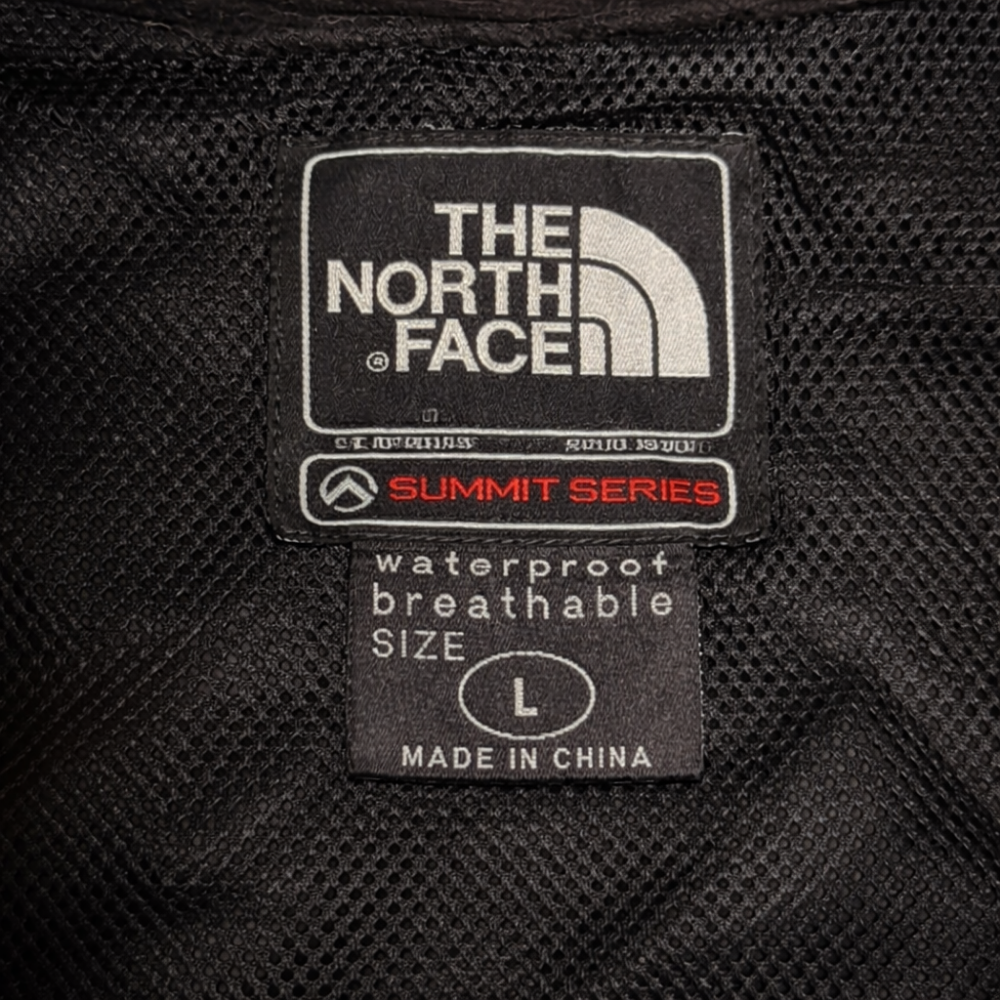 THE
NORTH
® FACE
SUMMIT SERIES
waterproof
breathable
SIZE
L
MADE IN CHINA